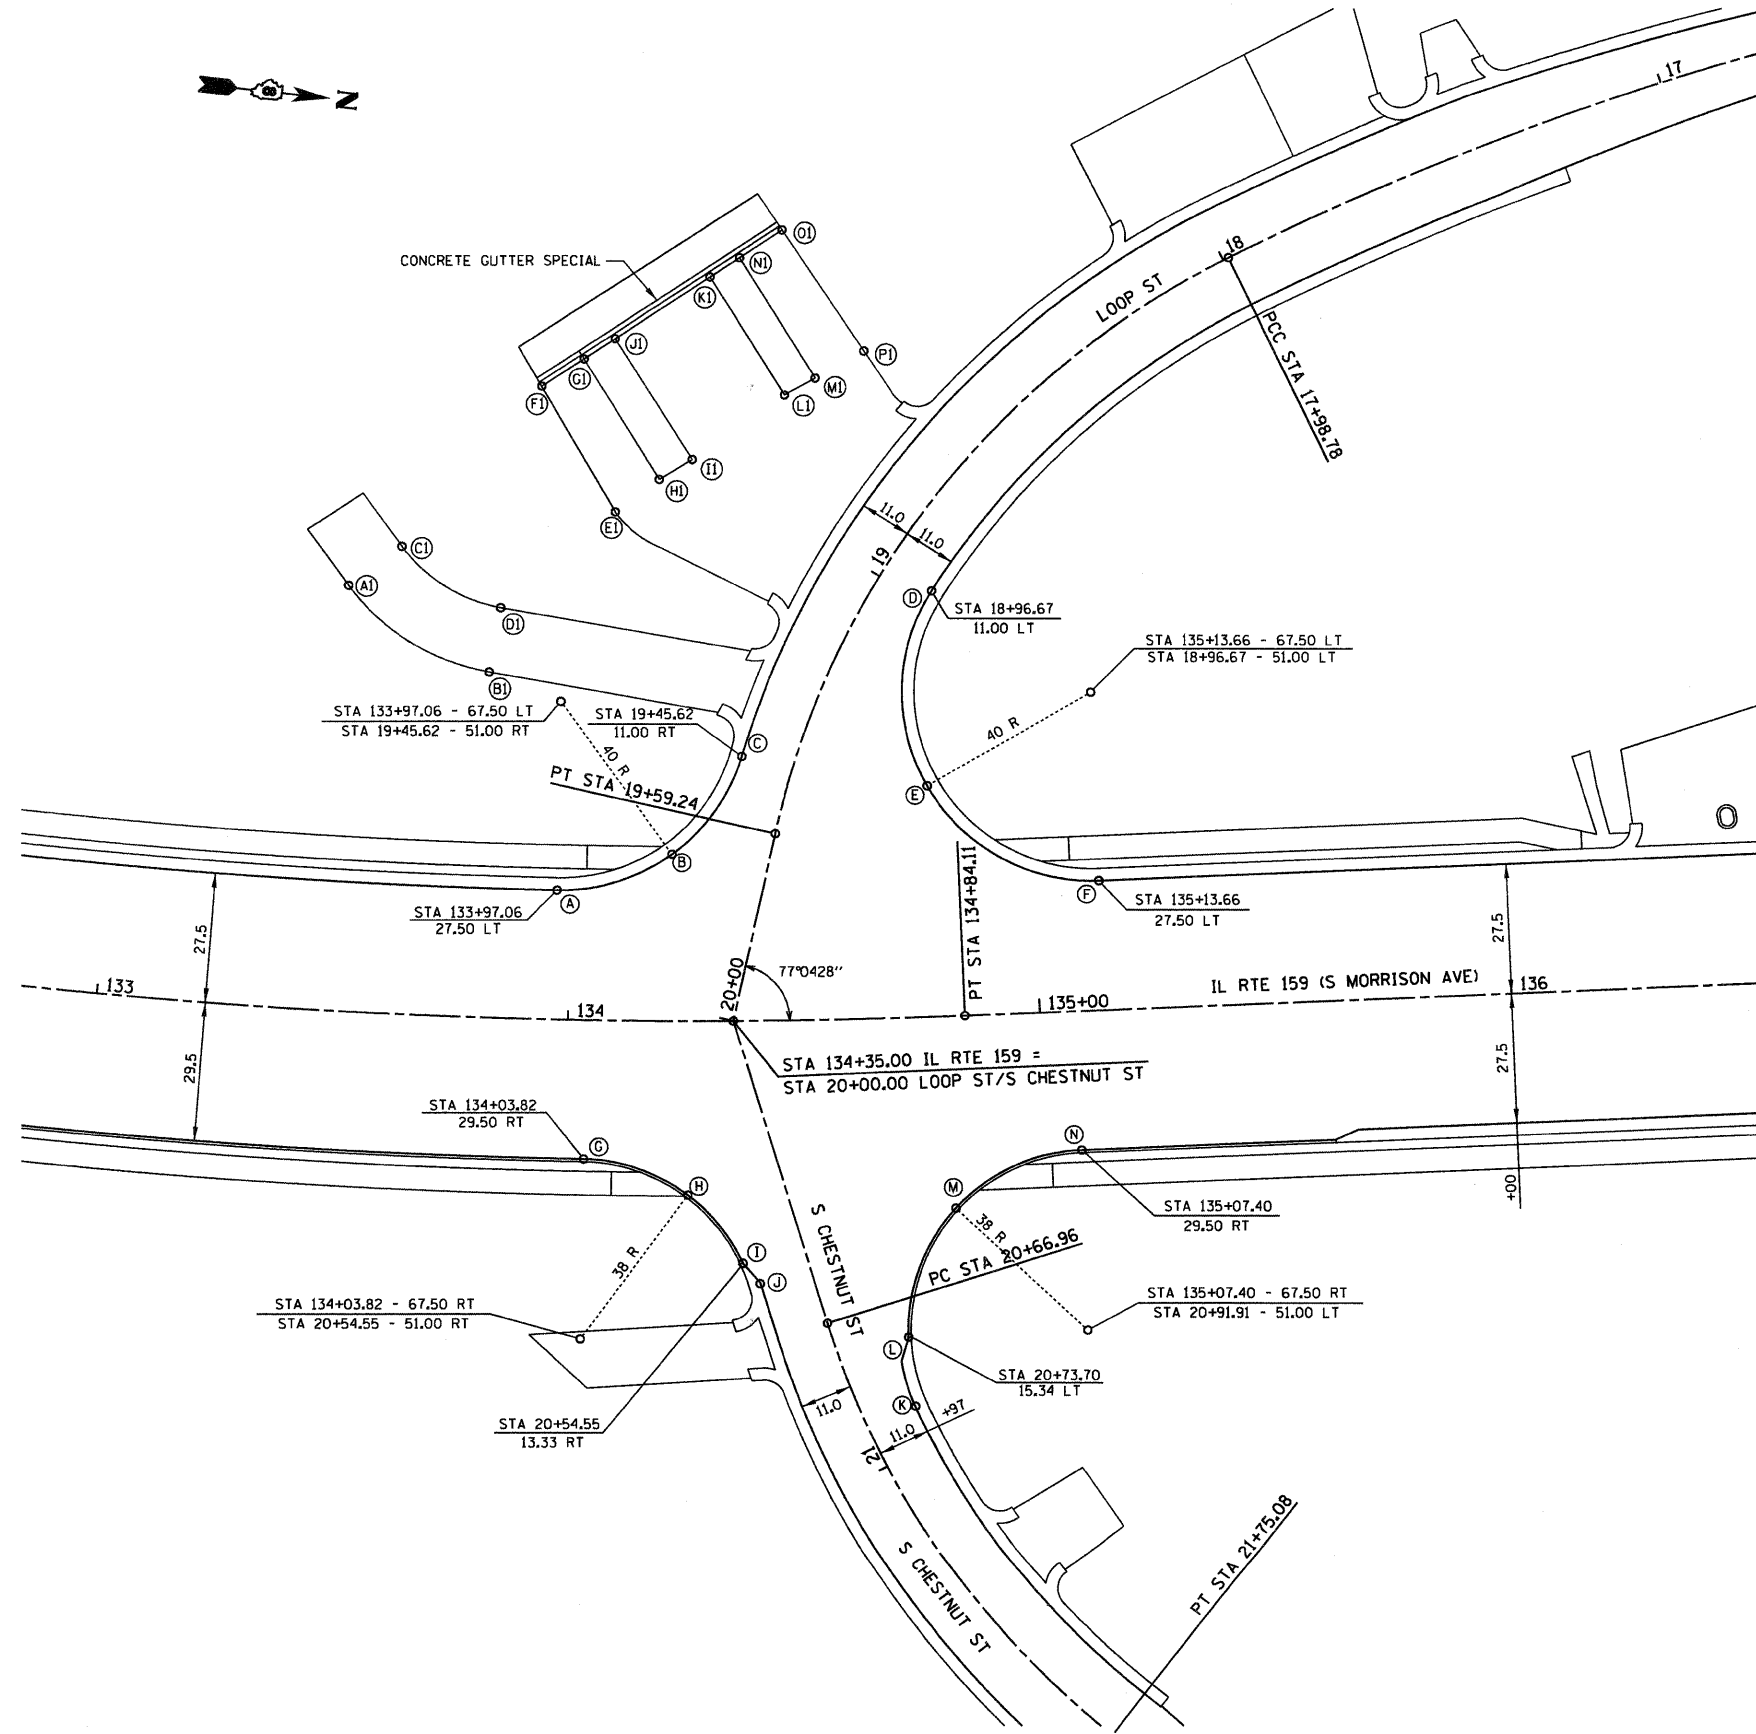 N
17
O1
CONCRETE GUTTER SPECIAL
N1
18
K1
LOOP ST
J1
P1
G1
PCC STA 17+98.78
M1
F1
L1
I1
H1
11.0
E1
11.0
19
C1
A1
D
STA 18+96.67
11.00 LT
D1
STA 135+13.66 - 67.50 LT
STA 18+96.67 - 51.00 LT
B1
STA 133+97.06 - 67.50 LT
STA 19+45.62 - 51.00 RT
STA 19+45.62
11.00 RT
40 R
40 R
C
PT STA 19+59.24
E
O
B
A
F
STA 133+97.06
27.50 LT
STA 135+13.66
27.50 LT
27.5
27.5
PT STA 134+84.11
77°04'28"
20+00
133
134
135+00
IL RTE 159 (S MORRISON AVE)
136
STA 134+35.00 IL RTE 159 =
STA 20+00.00 LOOP ST/S CHESTNUT ST
29.5
27.5
STA 134+03.82
29.50 RT
G
N
H
M
+00
STA 135+07.40
29.50 RT
38 R
38 R
S CHESTNUT ST
PC STA 20+66.96
I
J
STA 134+03.82 - 67.50 RT
STA 20+54.55 - 51.00 RT
STA 135+07.40 - 67.50 RT
STA 20+91.91 - 51.00 LT
L
STA 20+73.70
15.34 LT
K
11.0
+97
11.0
STA 20+54.55
13.33 RT
21
S CHESTNUT ST
PT STA 21+75.08